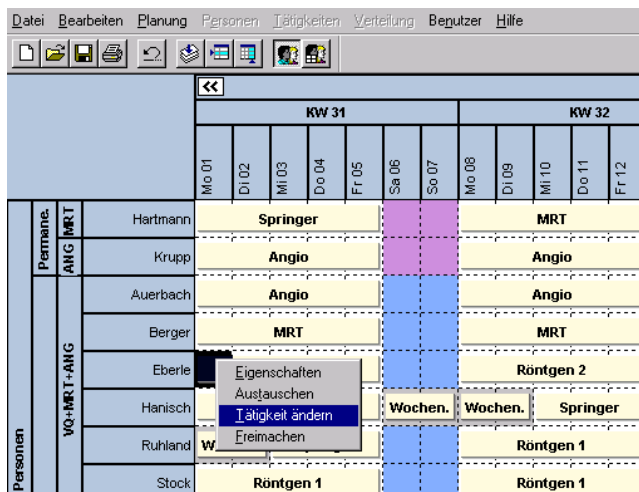 Datei Bearbeiten Planung Personen Tätigkeiten Verteilung Benutzer Hilfe
<<
KW 31 KW 32
Mo 01 Di 02 Mi 03 Do 04 Fr 05 Sa 06 So 07 Mo 08 Di 09 Mi 10 Do 11 Fr 12
Personen
Permane.
MRT
Hartmann Springer MRT
ANG
Krupp Angio Angio
VQ+MRT+ANG
Auerbach Angio Angio
Berger MRT MRT
Eberle Röntgen 2
Eigenschaften
Austauschen
Tätigkeit ändern
Freimachen
Hanisch Wochen. Wochen. Springer
Ruhland W Röntgen 1
Stock Röntgen 1 Röntgen 1